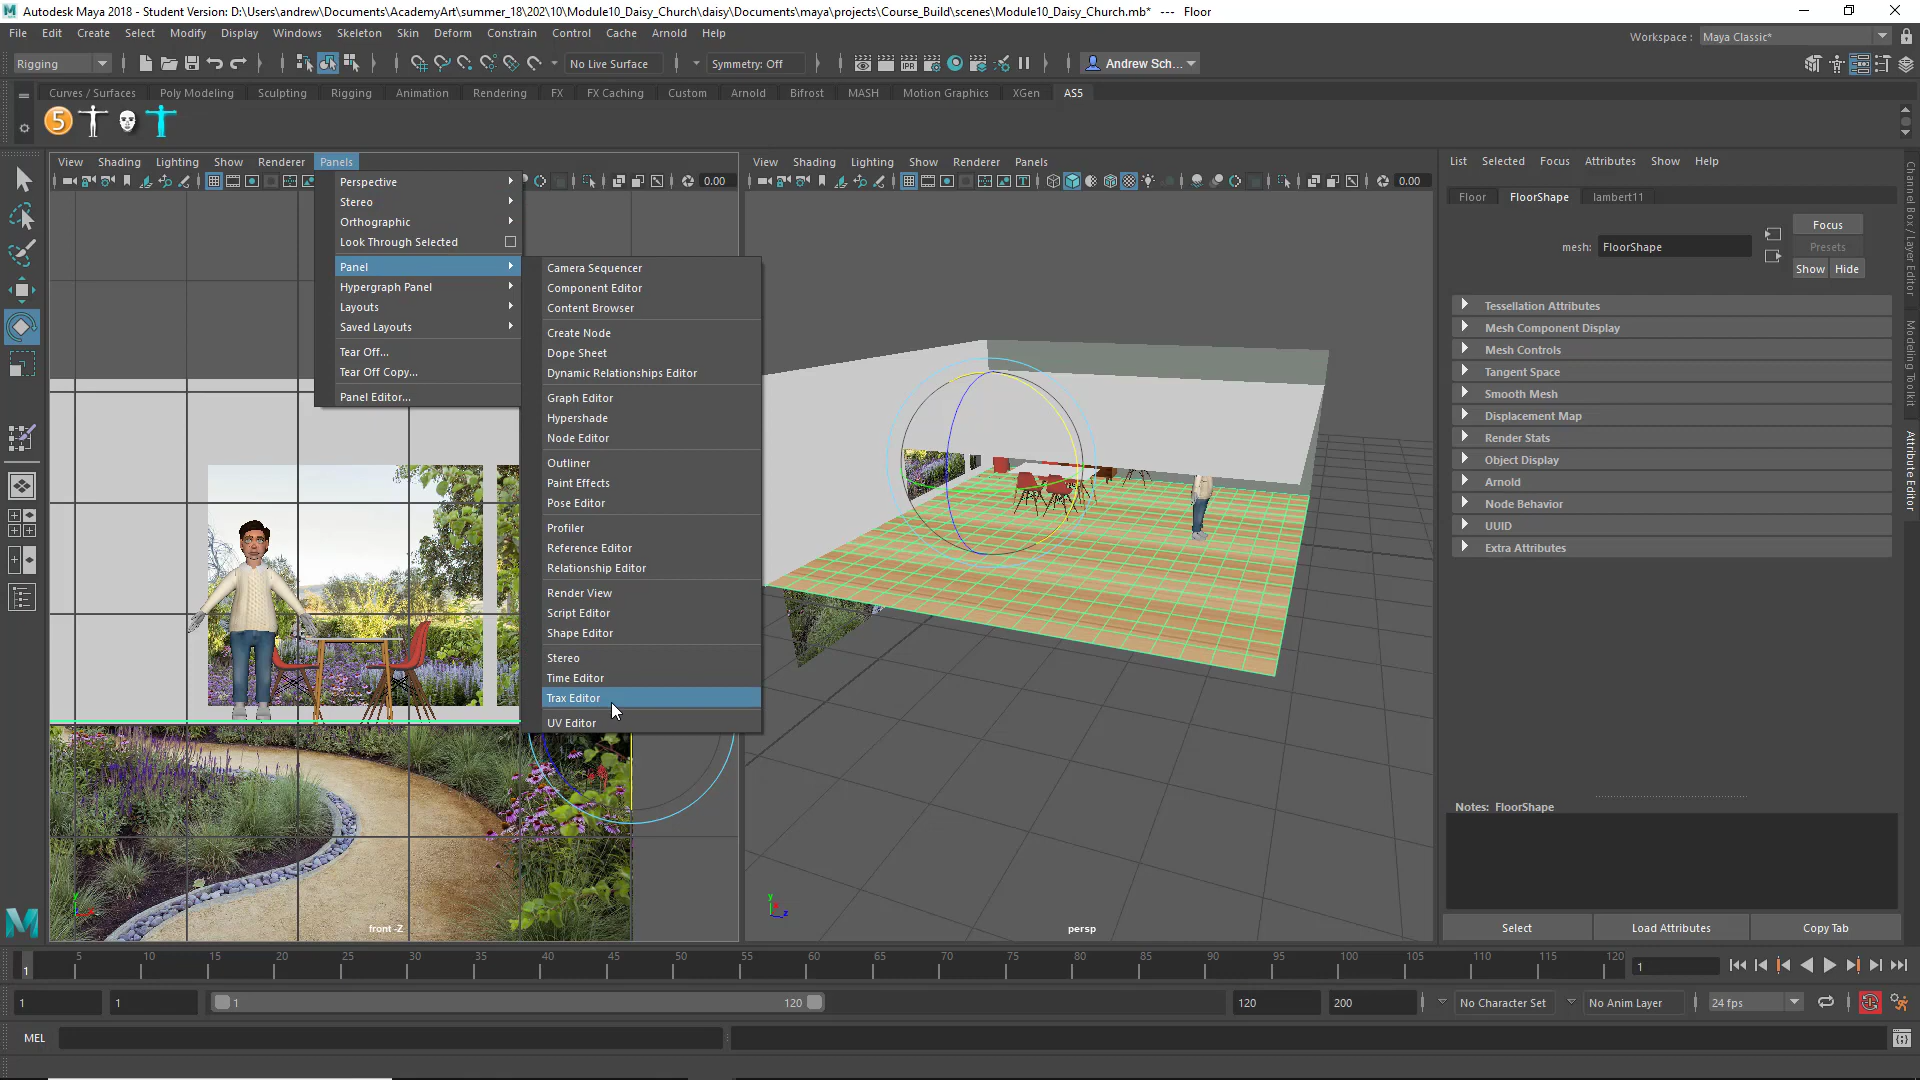 Autodesk Maya 2018 - Student Version: D:\Users\andrew\Documents\AcademyArt\summer_18\202\10\Module10_Daisy_Church\daisy\Documents\maya\projects\Course_Build\scenes\Module10_Daisy_Church.mb* --- Floor
File Edit Create Select Modify Display Windows Skeleton Skin Deform Constrain Control Cache Arnold Help
Workspace : Maya Classic*
Rigging No Live Surface Symmetry: Off IPR Andrew Sch...
Curves / Surfaces Poly Modeling Sculpting Rigging Animation Rendering FX FX Caching Custom Arnold Bifrost MASH Motion Graphics XGen AS5
5
View Shading Lighting Show Renderer Panels
0.00
Perspective
Stereo
Orthographic
Look Through Selected
Panel
Hypergraph Panel
Layouts
Saved Layouts
Tear Off...
Tear Off Copy...
Panel Editor...
Camera Sequencer
Component Editor
Content Browser
Create Node
Dope Sheet
Dynamic Relationships Editor
Graph Editor
Hypershade
Node Editor
Outliner
Paint Effects
Pose Editor
Profiler
Reference Editor
Relationship Editor
Render View
Script Editor
Shape Editor
Stereo
Time Editor
Trax Editor
UV Editor
y
front -Z
View Shading Lighting Show Renderer Panels
0.00
y
z
persp
List Selected Focus Attributes Show Help
Floor FloorShape lambert11
mesh: FloorShape
Focus
Presets
Show Hide
Tessellation Attributes
Mesh Component Display
Mesh Controls
Tangent Space
Smooth Mesh
Displacement Map
Render Stats
Object Display
Arnold
Node Behavior
UUID
Extra Attributes
Notes: FloorShape
Select Load Attributes Copy Tab
Channel Box / Layer Editor
Modeling Toolkit
Attribute Editor
1 5 10 15 20 25 30 35 40 45 50 55 60 65 70 75 80 85 90 95 100 105 110 115 120 1
1 1 1 120 120 200 No Character Set No Anim Layer 24 fps
MEL